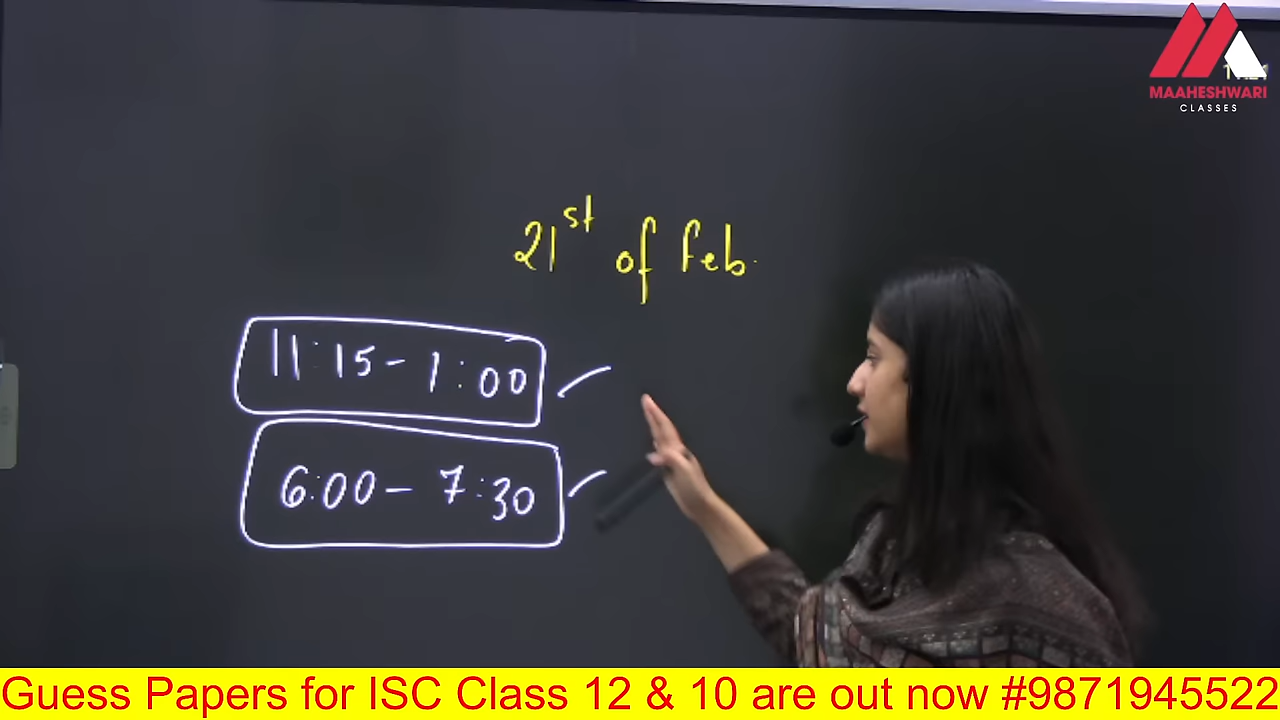 MAAHESHWARI
CLASSES
21st of Feb.
11:15 - 1:00
6:00 - 7:30
Guess Papers for ISC Class 12 & 10 are out now #9871945522